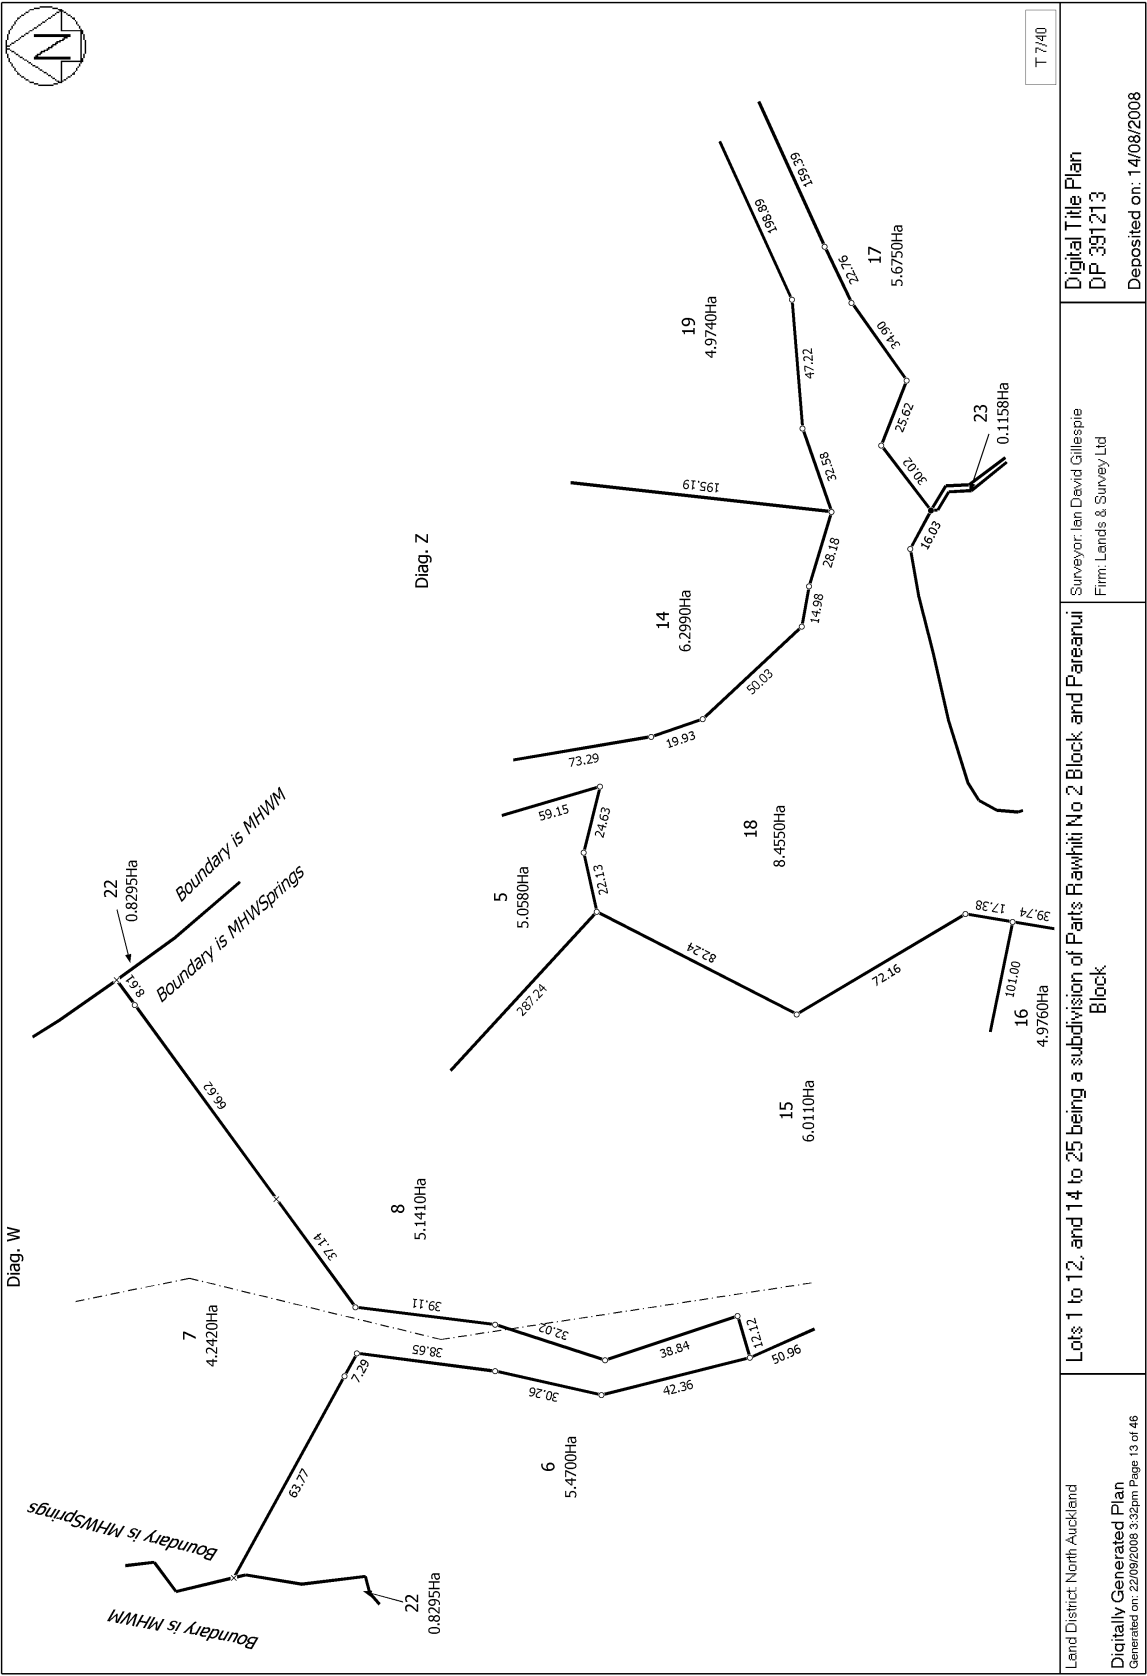 N
T 7/40
Diag. W
Boundary is MHWSprings
Boundary is MHWM
22
0.8295Ha
63.77
7.29
38.65
30.26
42.36
50.96
12.12
38.84
32.02
39.11
37.14
66.62
8.61
7
4.2420Ha
6
5.4700Ha
8
5.1410Ha
22
0.8295Ha
Boundary is MHWM
Boundary is MHWSprings
Diag. Z
287.24
22.13
24.63
59.15
82.24
72.16
17.38
39.74
101.00
5
5.0580Ha
15
6.0110Ha
16
4.9760Ha
18
8.4550Ha
73.29
19.93
50.03
14.98
28.18
195.19
32.58
47.22
198.89
14
6.2990Ha
19
4.9740Ha
159.39
22.76
34.90
25.62
30.02
16.03
17
5.6750Ha
23
0.1158Ha
Land District: North Auckland
Digitally Generated Plan
Generated on: 22/09/2008 3:32pm Page 13 of 46
Lots 1 to 12, and 14 to 25 being a subdivision of Parts Rawhiti No 2 Block and Pareanui
Block
Surveyor: Ian David Gillespie
Firm: Lands & Survey Ltd
Digital Title Plan
DP 391213
Deposited on: 14/08/2008